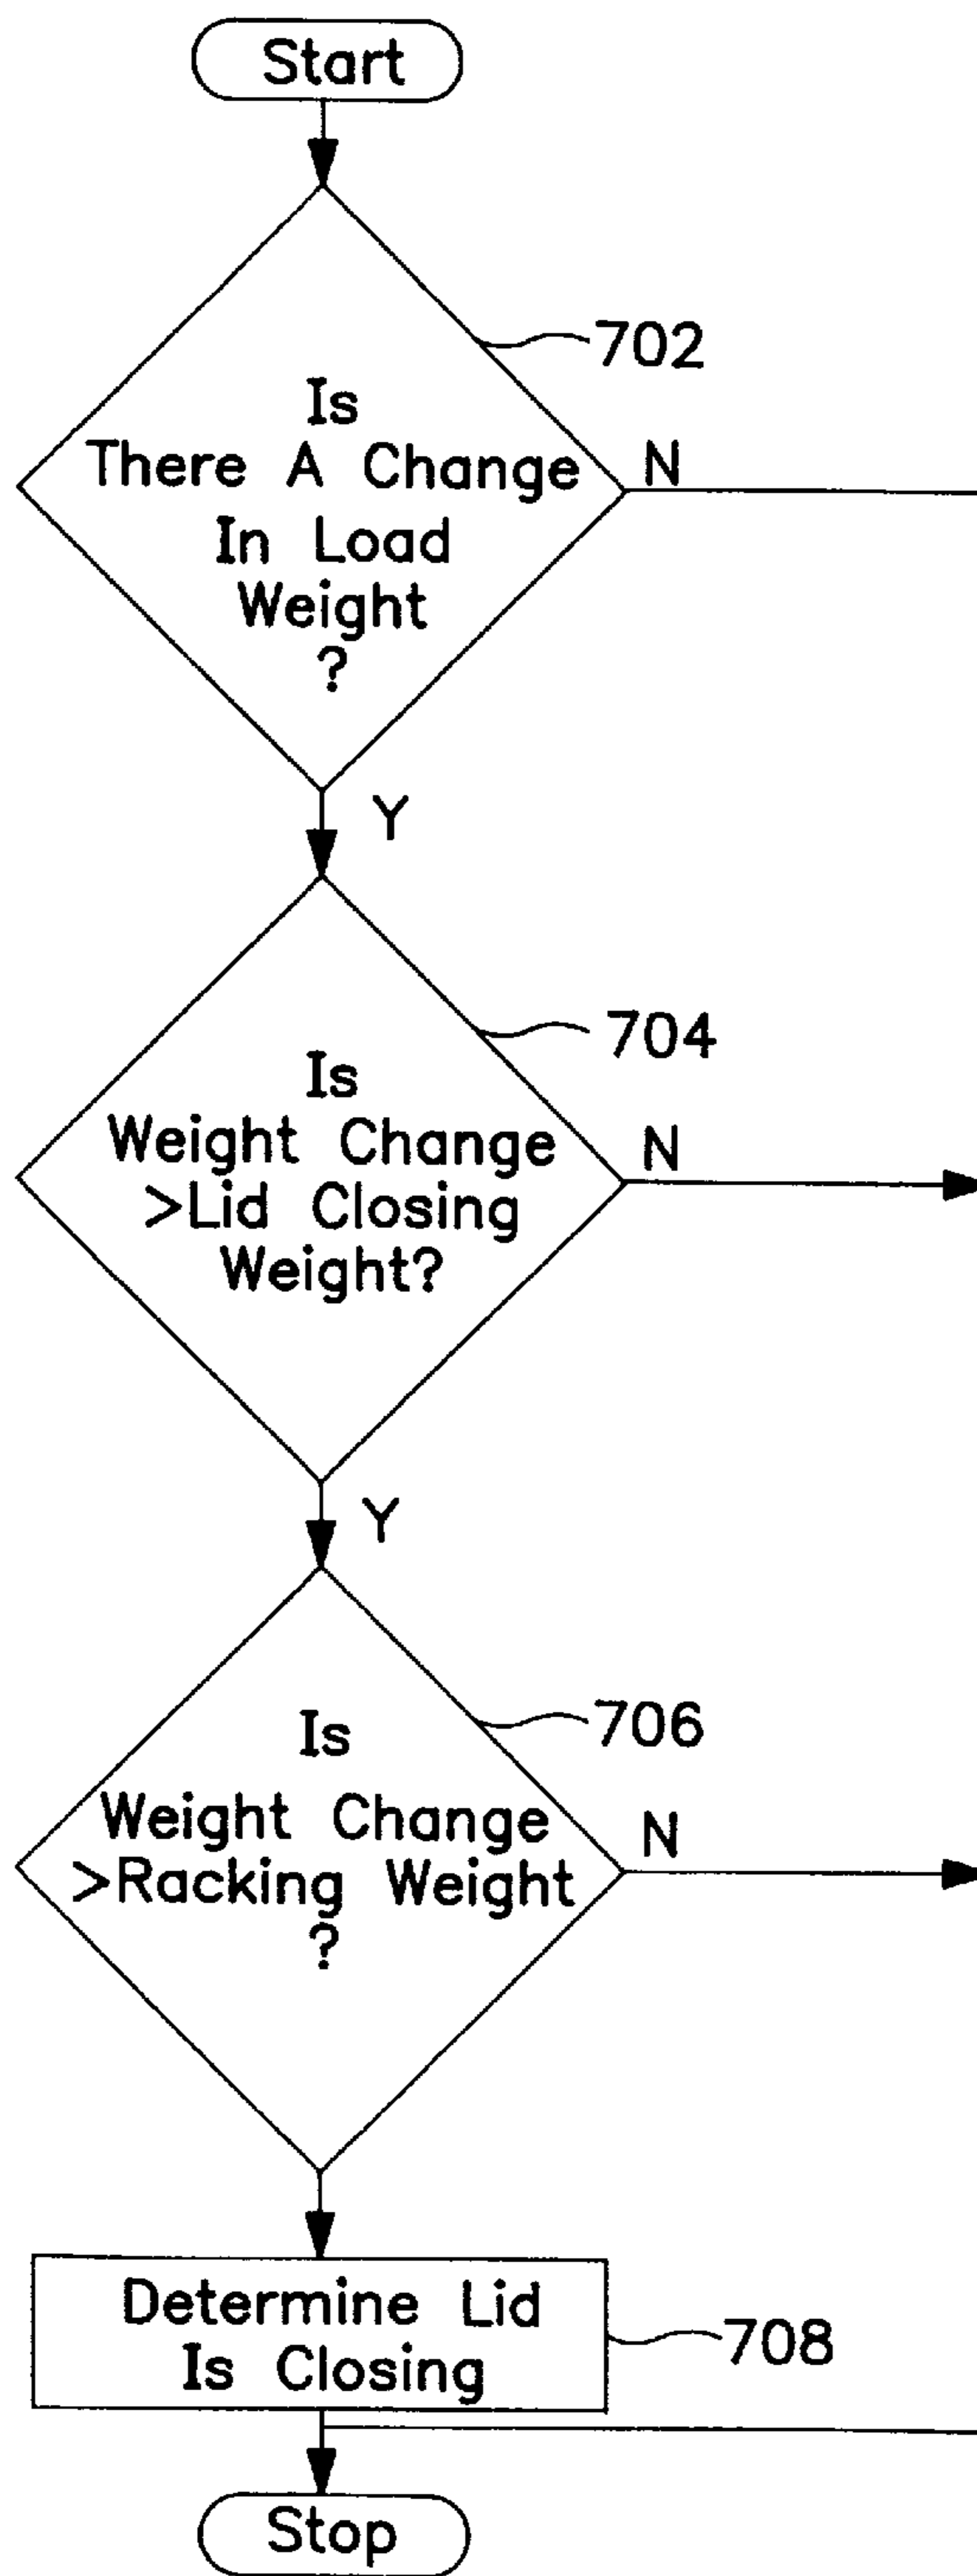 Start
702
Is
There A Change
In Load
Weight
?
N
Y
704
Is
Weight Change
>Lid Closing
Weight?
N
Y
706
Is
Weight Change
>Racking Weight
?
N
Determine Lid
Is Closing
708
Stop